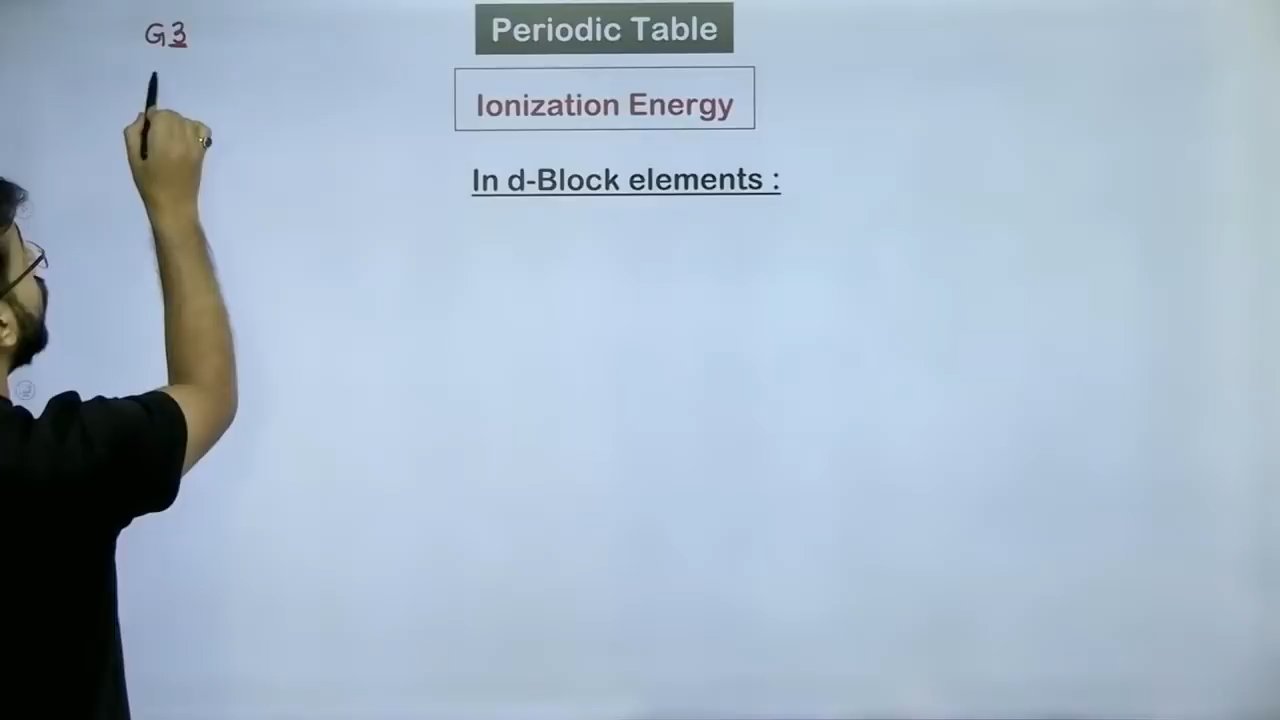 G3
Periodic Table
Ionization Energy
In d-Block elements :